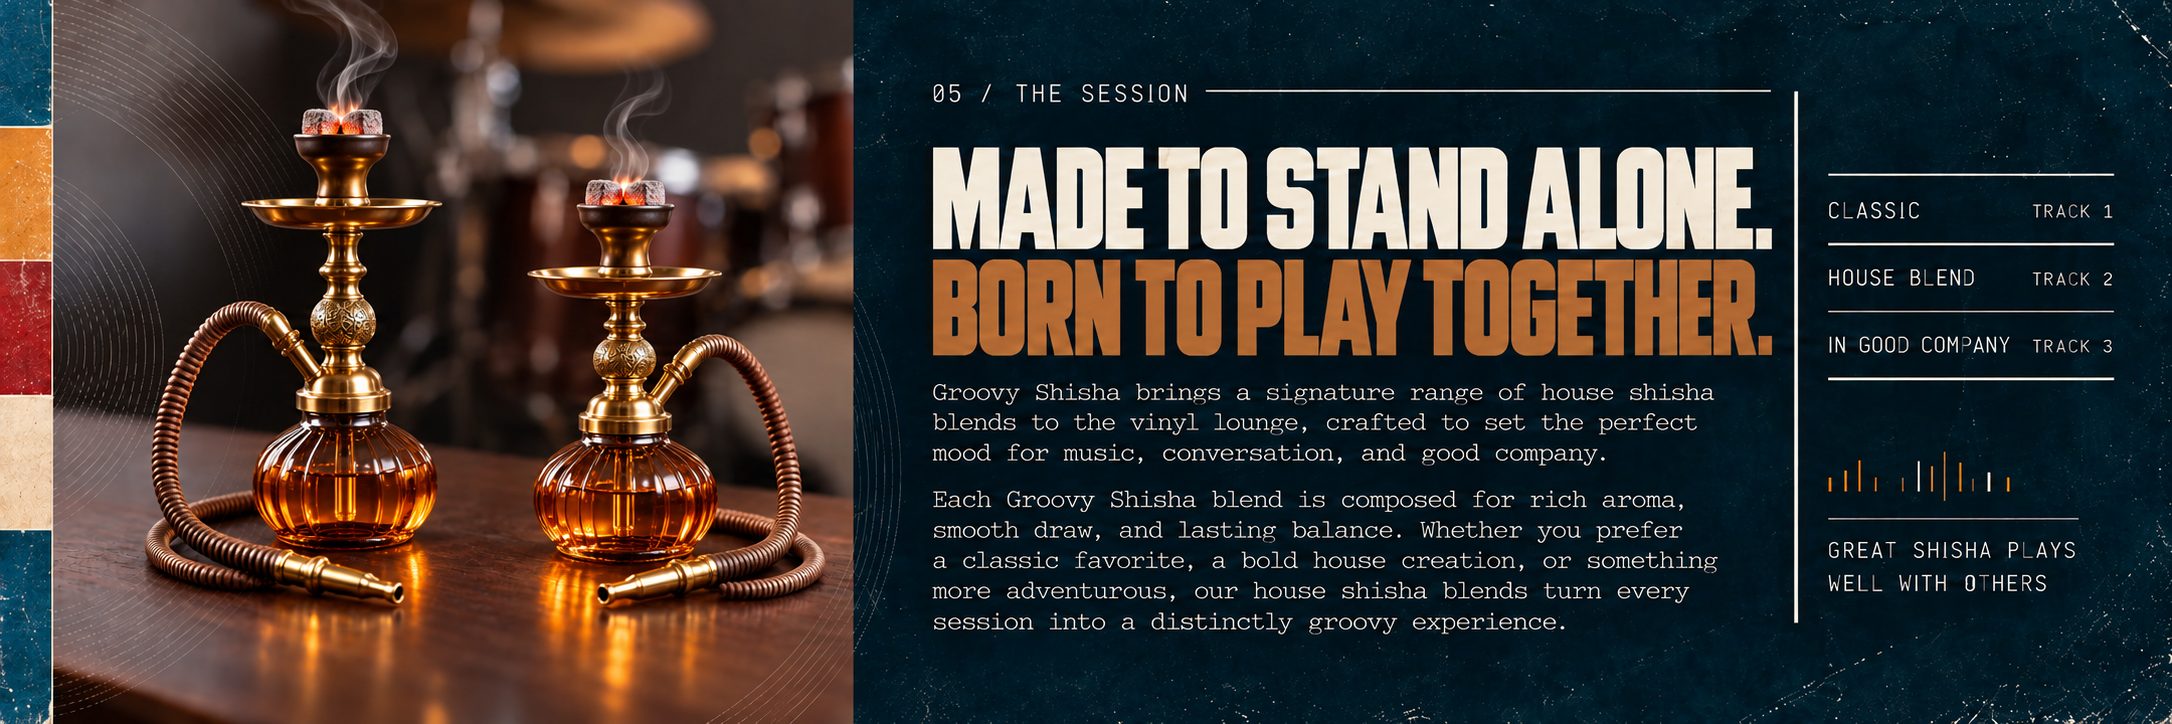 05 / THE SESSION
MADE TO STAND ALONE.
BORN TO PLAY TOGETHER.
Groovy Shisha brings a signature range of house shisha
blends to the vinyl lounge, crafted to set the perfect
mood for music, conversation, and good company.
Each Groovy Shisha blend is composed for rich aroma,
smooth draw, and lasting balance. Whether you prefer
a classic favorite, a bold house creation, or something
more adventurous, our house shisha blends turn every
session into a distinctly groovy experience.
CLASSIC TRACK 1
HOUSE BLEND TRACK 2
IN GOOD COMPANY TRACK 3
GREAT SHISHA PLAYS
WELL WITH OTHERS